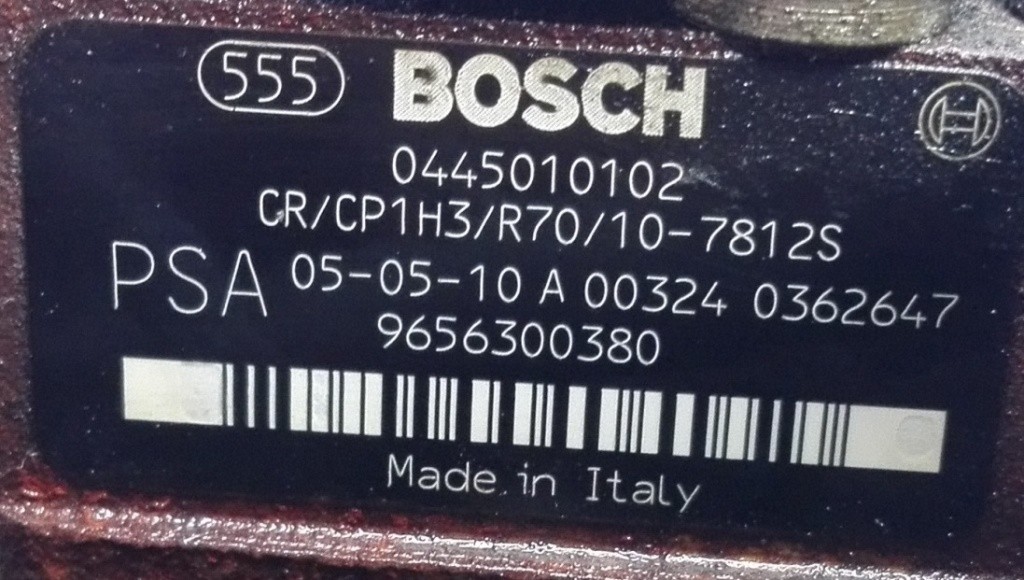 555 BOSCH
0445010102
CR/CP1H3/R70/10-7812S
PSA 05-05-10 A 00324 0362647
9656300380
Made in Italy